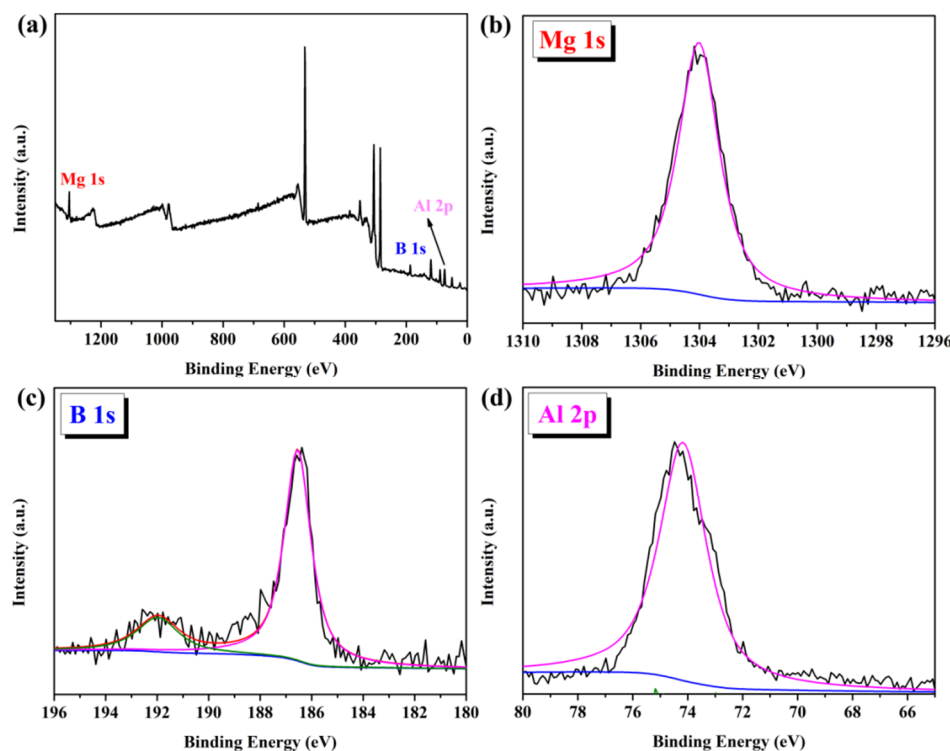 (a)
Mg 1s
Al 2p
B 1s
Intensity (a.u.)
1200 1000 800 600 400 200 0
Binding Energy (eV)
(b)
Mg 1s
Intensity (a.u.)
1310 1308 1306 1304 1302 1300 1298 1296
Binding Energy (eV)
(c)
B 1s
Intensity (a.u.)
196 194 192 190 188 186 184 182 180
Binding Energy (eV)
(d)
Al 2p
Intensity (a.u.)
80 78 76 74 72 70 68 66
Binding Energy (eV)